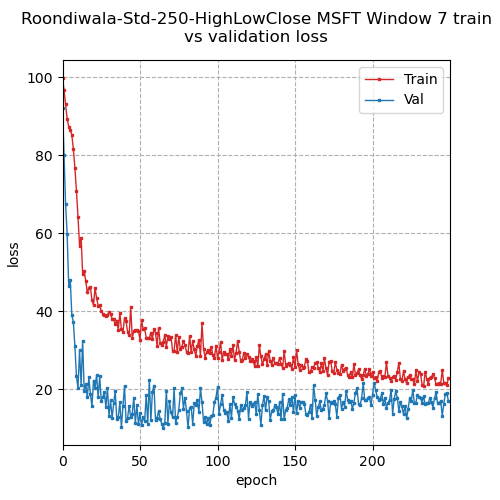 Roondiwala-Std-250-HighLowClose MSFT Window 7 train
vs validation loss
Train
Val
100
80
60
40
20
loss
0 50 100 150 200
epoch